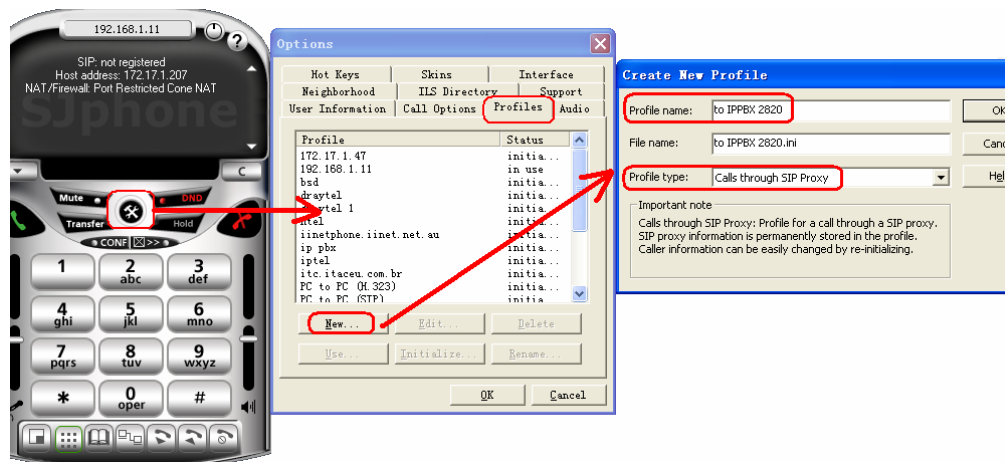 192.168.1.11
?
SIP: not registered
Host address: 172.17.1.207
NAT/Firewall: Port Restricted Cone NAT
SJphone
C
Mute
DND
Transfer
Hold
CONF >>
1
2 abc
3 def
4 ghi
5 jkl
6 mno
7 pqrs
8 tuv
9 wxyz
*
0 oper
#
Options
Hot Keys
Skins
Interface
Neighborhood
ILS Directory
Support
User Information
Call Options
Profiles
Audio
Profile Status
172.17.1.47 initia...
192.168.1.11 in use
bsd initia...
draytel initia...
1 initia...
initia...
iinetphone.iinet.net.au initia...
ip pbx initia...
iptel initia...
itc.itaceu.com.br initia...
PC to PC (H.323) initia...
PC to PC (SIP) initia
New...
Edit...
Delete
Use...
Initialize...
Rename...
OK
Cancel
Create New Profile
Profile name: to IPPBX 2820
OK
File name: to IPPBX 2820.ini
Canc
Profile type: Calls through SIP Proxy
Hel
Important note
Calls through SIP Proxy: Profile for a call through a SIP proxy.
SIP proxy information is permanently stored in the profile.
Caller information can be easily changed by re-initializing.